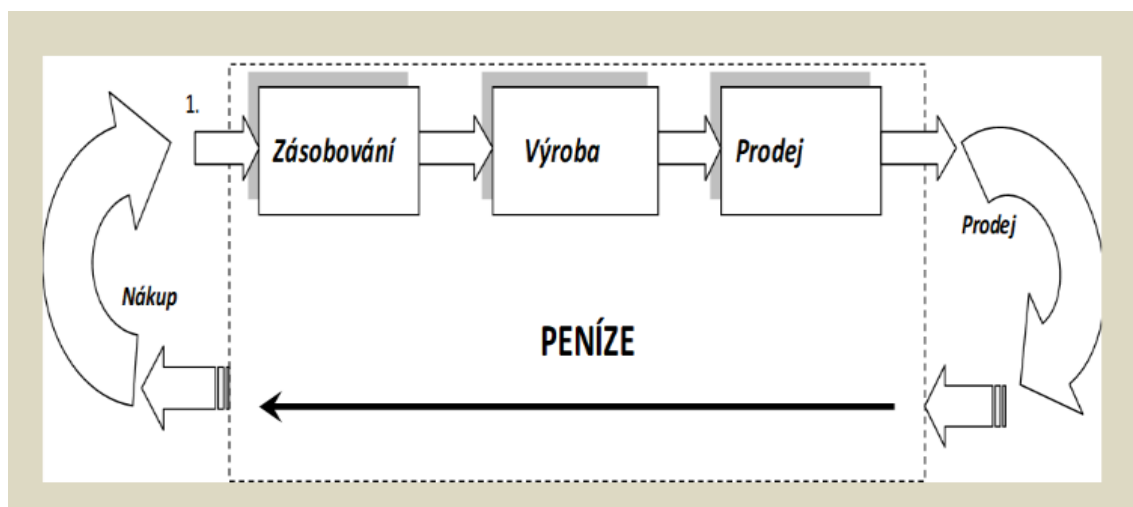 1.
Zásobování
Výroba
Prodej
Prodej
Nákup
PENÍZE